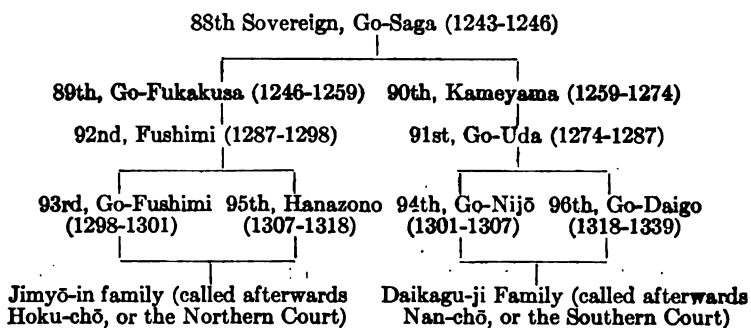 88th Sovereign, Go-Saga (1243-1246)
89th, Go-Fukakusa (1246-1259) 90th, Kameyama (1259-1274)
92nd, Fushimi (1287-1298) 91st, Go-Uda (1274-1287)
93rd, Go-Fushimi 95th, Hanazono 94th, Go-Nijō 96th, Go-Daigo
(1298-1301) (1307-1318) (1301-1307) (1318-1339)
Jimyō-in family (called afterwards Daikagu-ji Family (called afterwards
Hoku-chō, or the Northern Court) Nan-chō, or the Southern Court)